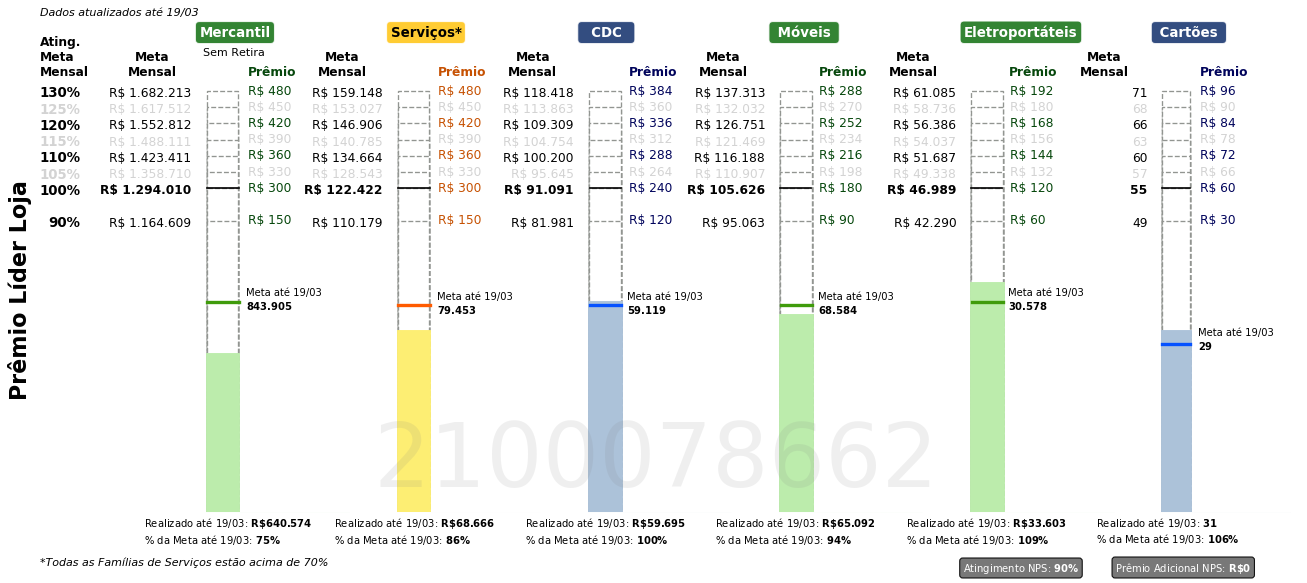 Dados atualizados até 19/03
Mercantil Serviços* CDC Móveis Eletroportáteis Cartões
Sem Retira
Ating. Meta Mensal
Meta Mensal Prêmio Meta Mensal Prêmio Meta Mensal Prêmio Meta Mensal Prêmio Meta Mensal Prêmio Meta Mensal Prêmio
130% R$ 1.682.213 R$ 480 R$ 159.148 R$ 480 R$ 118.418 R$ 384 R$ 137.313 R$ 288 R$ 61.085 R$ 192 71 R$ 96
125% R$ 1.617.512 R$ 450 R$ 153.027 R$ 450 R$ 113.863 R$ 360 R$ 132.032 R$ 270 R$ 58.736 R$ 180 68 R$ 90
120% R$ 1.552.812 R$ 420 R$ 146.906 R$ 420 R$ 109.309 R$ 336 R$ 126.751 R$ 252 R$ 56.386 R$ 168 66 R$ 84
115% R$ 1.488.111 R$ 390 R$ 140.785 R$ 390 R$ 104.754 R$ 312 R$ 121.469 R$ 234 R$ 54.037 R$ 156 63 R$ 78
110% R$ 1.423.411 R$ 360 R$ 134.664 R$ 360 R$ 100.200 R$ 288 R$ 116.188 R$ 216 R$ 51.687 R$ 144 60 R$ 72
105% R$ 1.358.710 R$ 330 R$ 128.543 R$ 330 R$ 95.645 R$ 264 R$ 110.907 R$ 198 R$ 49.338 R$ 132 57 R$ 66
100% R$ 1.294.010 R$ 300 R$ 122.422 R$ 300 R$ 91.091 R$ 240 R$ 105.626 R$ 180 R$ 46.989 R$ 120 55 R$ 60
90% R$ 1.164.609 R$ 150 R$ 110.179 R$ 150 R$ 81.981 R$ 120 R$ 95.063 R$ 90 R$ 42.290 R$ 60 49 R$ 30
Prêmio Líder Loja
Meta até 19/03 Meta até 19/03 Meta até 19/03 Meta até 19/03 Meta até 19/03 Meta até 19/03
843.905 79.453 59.119 68.584 30.578 29
2100078662
Realizado até 19/03: R$640.574 Realizado até 19/03: R$68.666 Realizado até 19/03: R$59.695 Realizado até 19/03: R$65.092 Realizado até 19/03: R$33.603 Realizado até 19/03: 31
% da Meta até 19/03: 75% % da Meta até 19/03: 86% % da Meta até 19/03: 100% % da Meta até 19/03: 94% % da Meta até 19/03: 109% % da Meta até 19/03: 106%
*Todas as Famílias de Serviços estão acima de 70%
Atingimento NPS: 90% Prêmio Adicional NPS: R$0